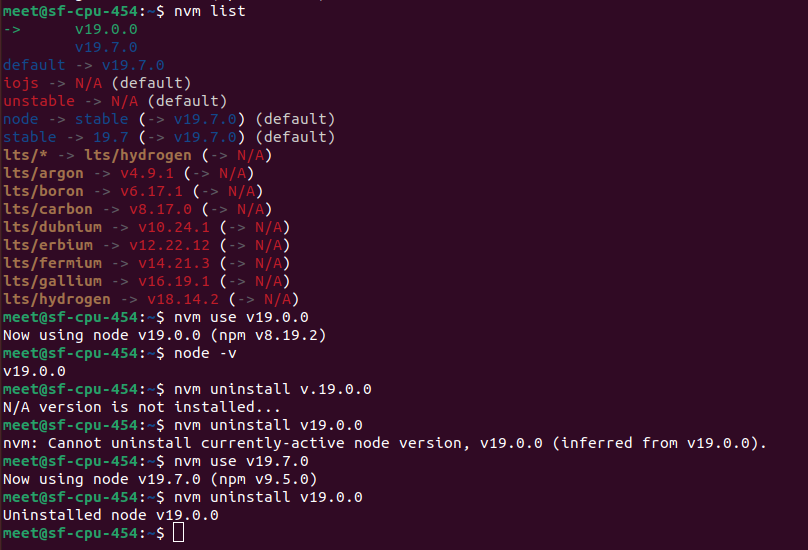 meet@sf-cpu-454:~$ nvm list
->      v19.0.0
        v19.7.0
default -> v19.7.0
iojs -> N/A (default)
unstable -> N/A (default)
node -> stable (-> v19.7.0) (default)
stable -> 19.7 (-> v19.7.0) (default)
lts/* -> lts/hydrogen (-> N/A)
lts/argon -> v4.9.1 (-> N/A)
lts/boron -> v6.17.1 (-> N/A)
lts/carbon -> v8.17.0 (-> N/A)
lts/dubnium -> v10.24.1 (-> N/A)
lts/erbium -> v12.22.12 (-> N/A)
lts/fermium -> v14.21.3 (-> N/A)
lts/gallium -> v16.19.1 (-> N/A)
lts/hydrogen -> v18.14.2 (-> N/A)
meet@sf-cpu-454:~$ nvm use v19.0.0
Now using node v19.0.0 (npm v8.19.2)
meet@sf-cpu-454:~$ node -v
v19.0.0
meet@sf-cpu-454:~$ nvm uninstall v.19.0.0
N/A version is not installed...
meet@sf-cpu-454:~$ nvm uninstall v19.0.0
nvm: Cannot uninstall currently-active node version, v19.0.0 (inferred from v19.0.0).
meet@sf-cpu-454:~$ nvm use v19.7.0
Now using node v19.7.0 (npm v9.5.0)
meet@sf-cpu-454:~$ nvm uninstall v19.0.0
Uninstalled node v19.0.0
meet@sf-cpu-454:~$